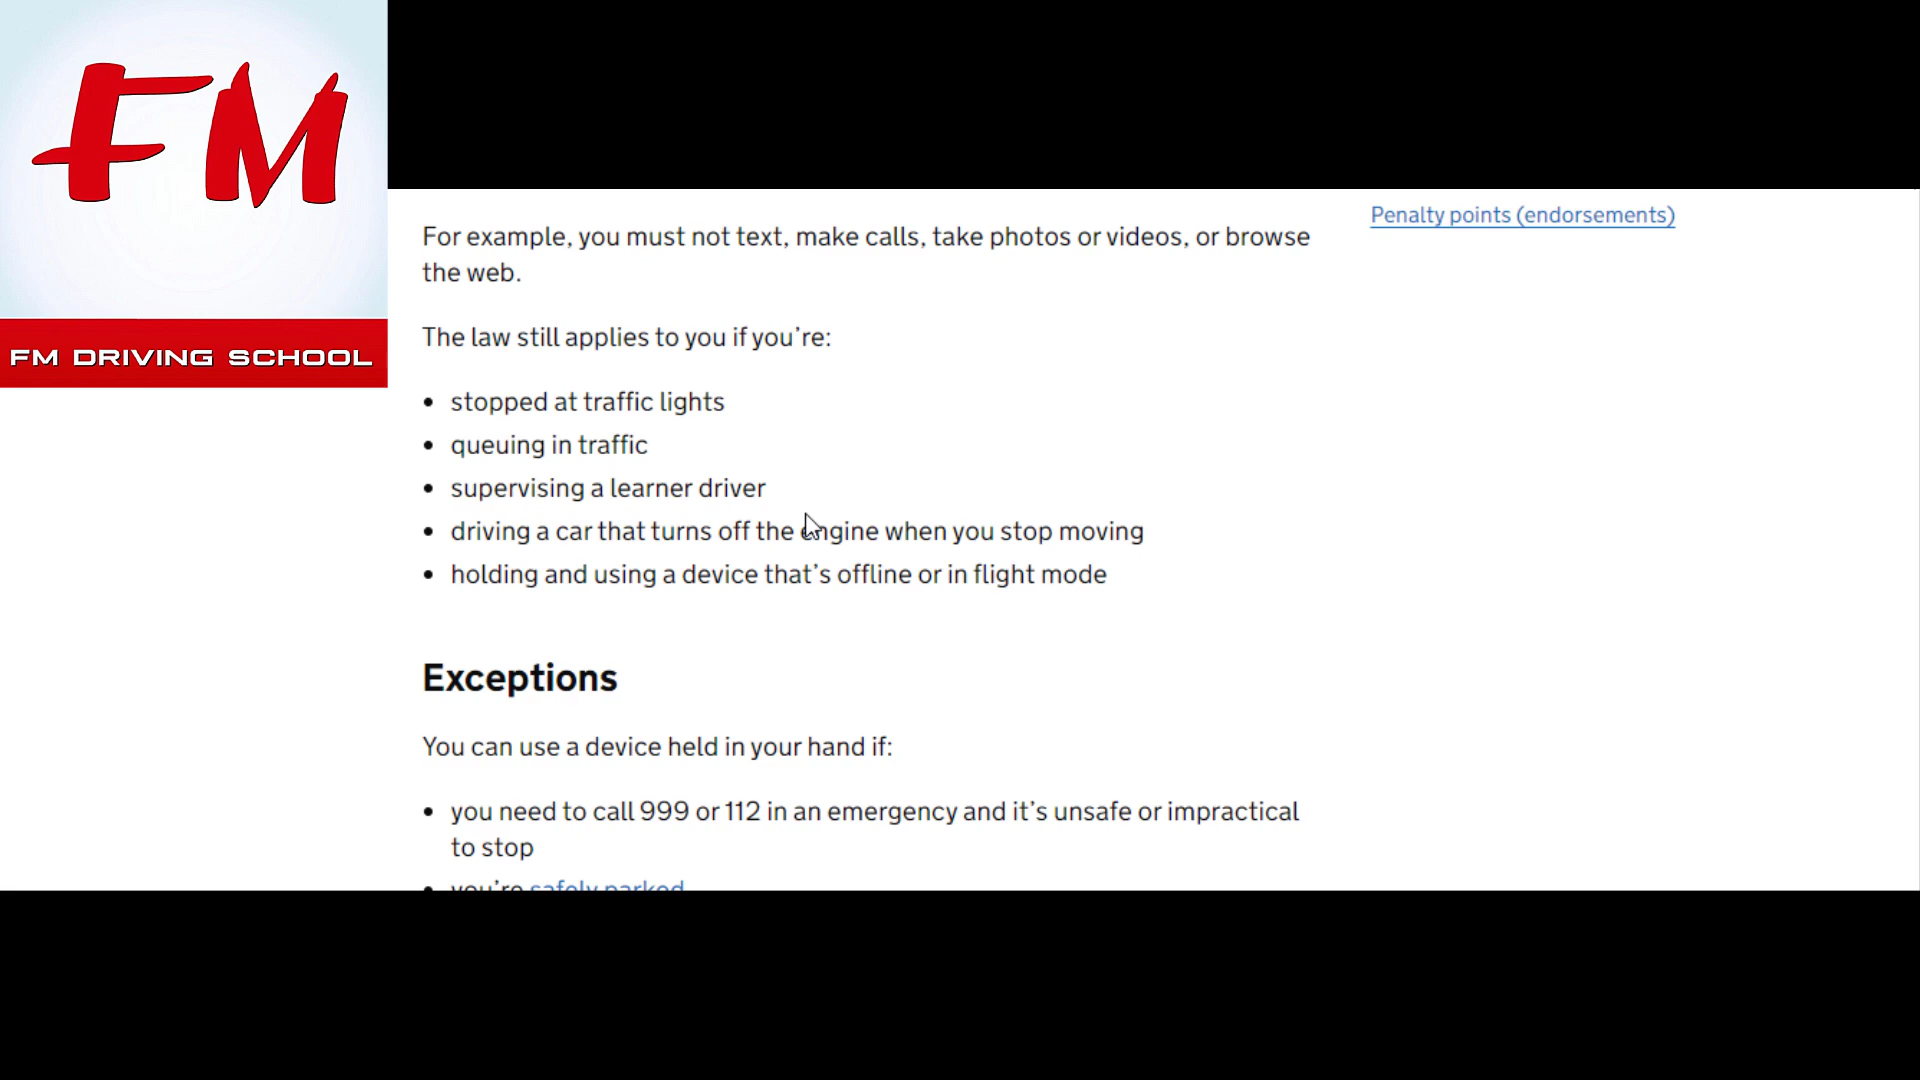 FM
FM DRIVING SCHOOL
Penalty points (endorsements)
For example, you must not text, make calls, take photos or videos, or browse
the web.
The law still applies to you if you’re:
• stopped at traffic lights
• queuing in traffic
• supervising a learner driver
• driving a car that turns off the engine when you stop moving
• holding and using a device that’s offline or in flight mode
Exceptions
You can use a device held in your hand if:
• you need to call 999 or 112 in an emergency and it’s unsafe or impractical
to stop
• you’re safely parked